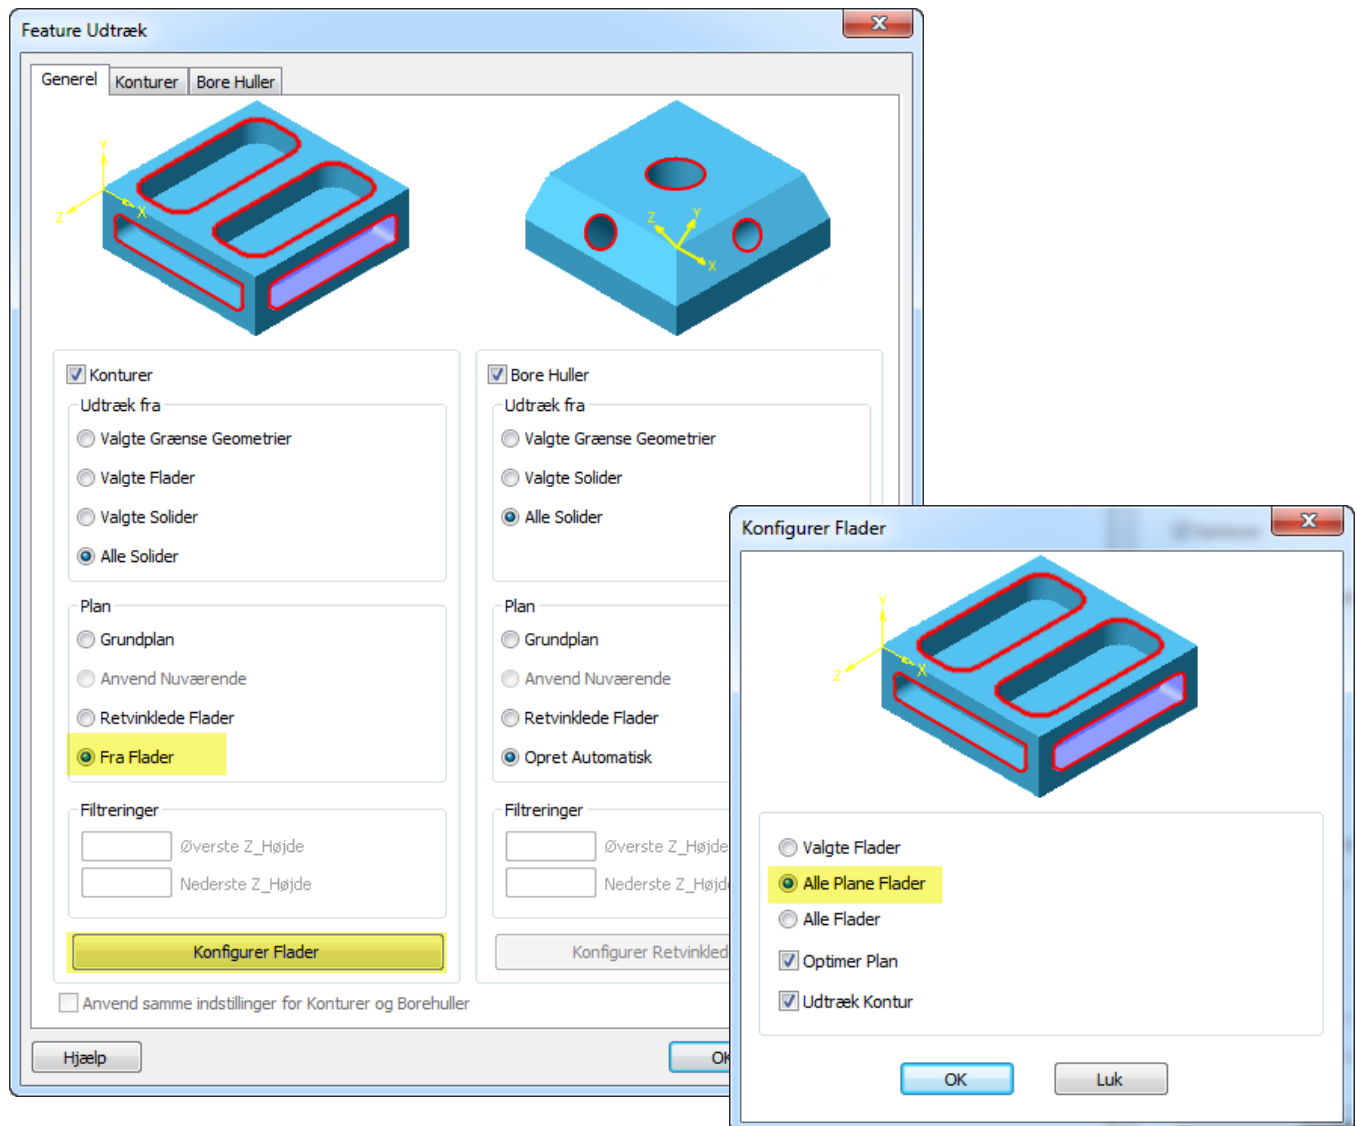 Feature Udtræk
Generel Konturer Bore Huller
Y
Z
X
Z
Y
X
Konturer
Udtræk fra
Valgte Grænse Geometrier
Valgte Flader
Valgte Solider
Alle Solider
Plan
Grundplan
Anvend Nuværende
Retvinklede Flader
Fra Flader
Filtreringer
Øverste Z_Højde
Nederste Z_Højde
Konfigurer Flader
Bore Huller
Udtræk fra
Valgte Grænse Geometrier
Valgte Solider
Alle Solider
Plan
Grundplan
Anvend Nuværende
Retvinklede Flader
Opret Automatisk
Filtreringer
Øverste Z_Højde
Nederste Z_Højd
Konfigurer Retvinkled
Anvend samme indstillinger for Konturer og Borehuller
Hjælp
OK
Konfigurer Flader
Y
Z
X
Valgte Flader
Alle Plane Flader
Alle Flader
Optimer Plan
Udtræk Kontur
OK Luk